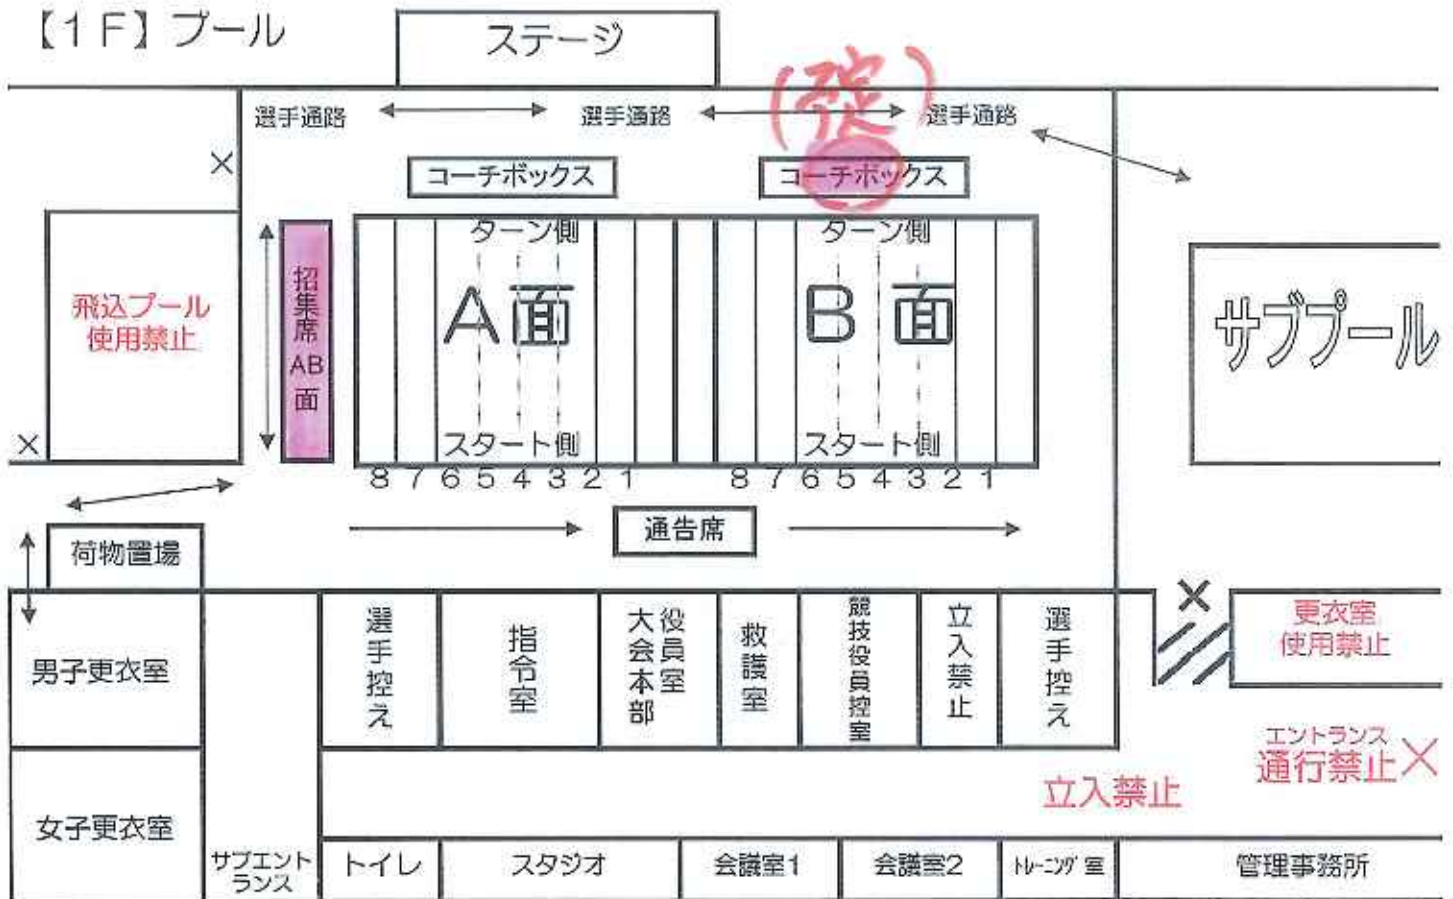 【1F】プール
ステージ
選手通路
選手通路
選手通路
コーチボックス
コーチボックス
ターン側
ターン側
招集席AB面
A面
B面
飛込プール
使用禁止
サブプール
スタート側
スタート側
8 7 6 5 4 3 2 1
8 7 6 5 4 3 2 1
通告席
荷物置場
男子更衣室
女子更衣室
選手控え
指令室
役員室
大会本部
救護室
競技役員控室
立入禁止
選手控え
更衣室
使用禁止
エントランス
通行禁止
立入禁止
サブエント
ランス
トイレ
スタジオ
会議室1
会議室2
トレーニング室
管理事務所